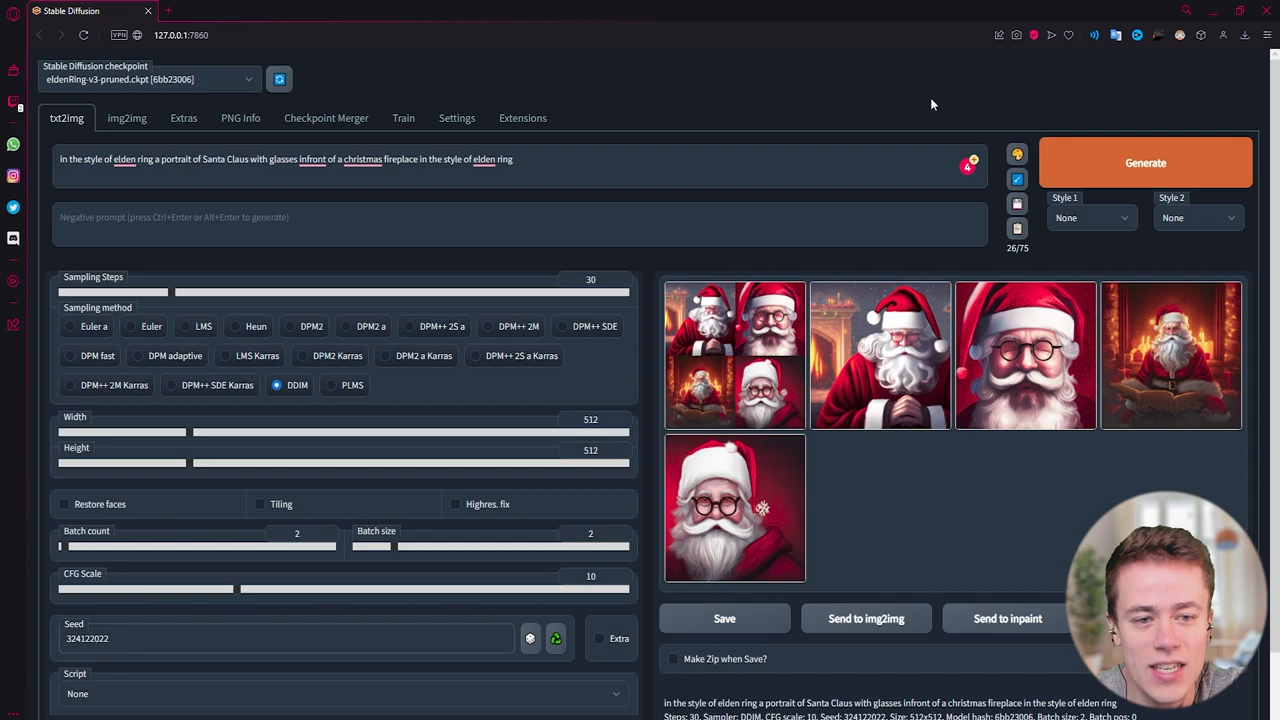 Stable Diffusion
VPN
127.0.0.1:7860
2
Stable Diffusion checkpoint
eldenRing-v3-pruned.ckpt [6bb23006]
txt2img
img2img
Extras
PNG Info
Checkpoint Merger
Train
Settings
Extensions
in the style of elden ring a portrait of Santa Claus with glasses infront of a christmas fireplace in the style of elden ring
4
Generate
Negative prompt (press Ctrl+Enter or Alt+Enter to generate)
Style 1
Style 2
None
None
26/75
Sampling Steps
30
Sampling method
Euler a
Euler
LMS
Heun
DPM2
DPM2 a
DPM++ 2S a
DPM++ 2M
DPM++ SDE
DPM fast
DPM adaptive
LMS Karras
DPM2 Karras
DPM2 a Karras
DPM++ 2S a Karras
DPM++ 2M Karras
DPM++ SDE Karras
DDIM
PLMS
Width
512
Height
512
Restore faces
Tiling
Highres. fix
Batch count
2
Batch size
2
CFG Scale
10
Seed
324122022
Extra
Script
None
Save
Send to img2img
Send to inpaint
Make Zip when Save?
in the style of elden ring a portrait of Santa Claus with glasses infront of a christmas fireplace in the style of elden ring
Steps: 30, Sampler: DDIM, CFG scale: 10, Seed: 324122022, Size: 512x512, Model hash: 6bb23006, Batch size: 2, Batch pos: 0